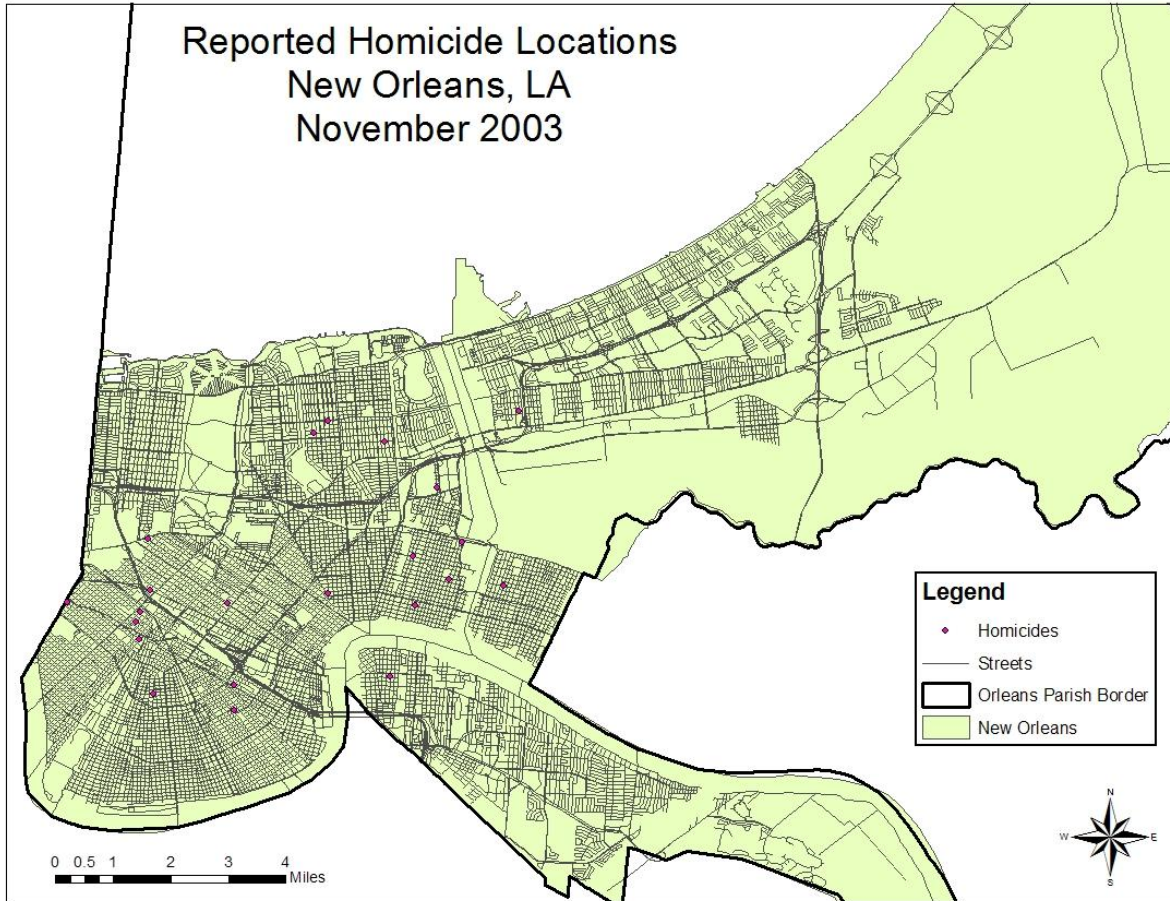 Reported Homicide Locations
New Orleans, LA
November 2003
Legend
Homicides
Streets
Orleans Parish Border
New Orleans
0 0.5 1 2 3 4
Miles
N
W E
S